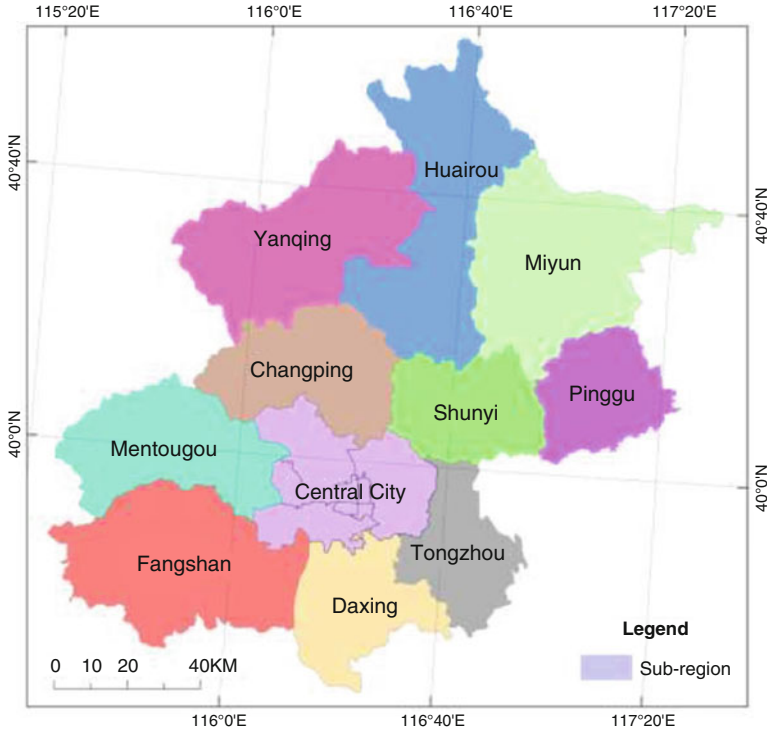 115°20'E 116°0'E 116°40'E 117°20'E
40°40'N
40°40'N
40°0'N
40°0'N
Huairou
Yanqing
Miyun
Changping
Pinggu
Shunyi
Mentougou
Central City
Tongzhou
Fangshan
Daxing
Legend
Sub-region
0 10 20 40KM
116°0'E 116°40'E 117°20'E